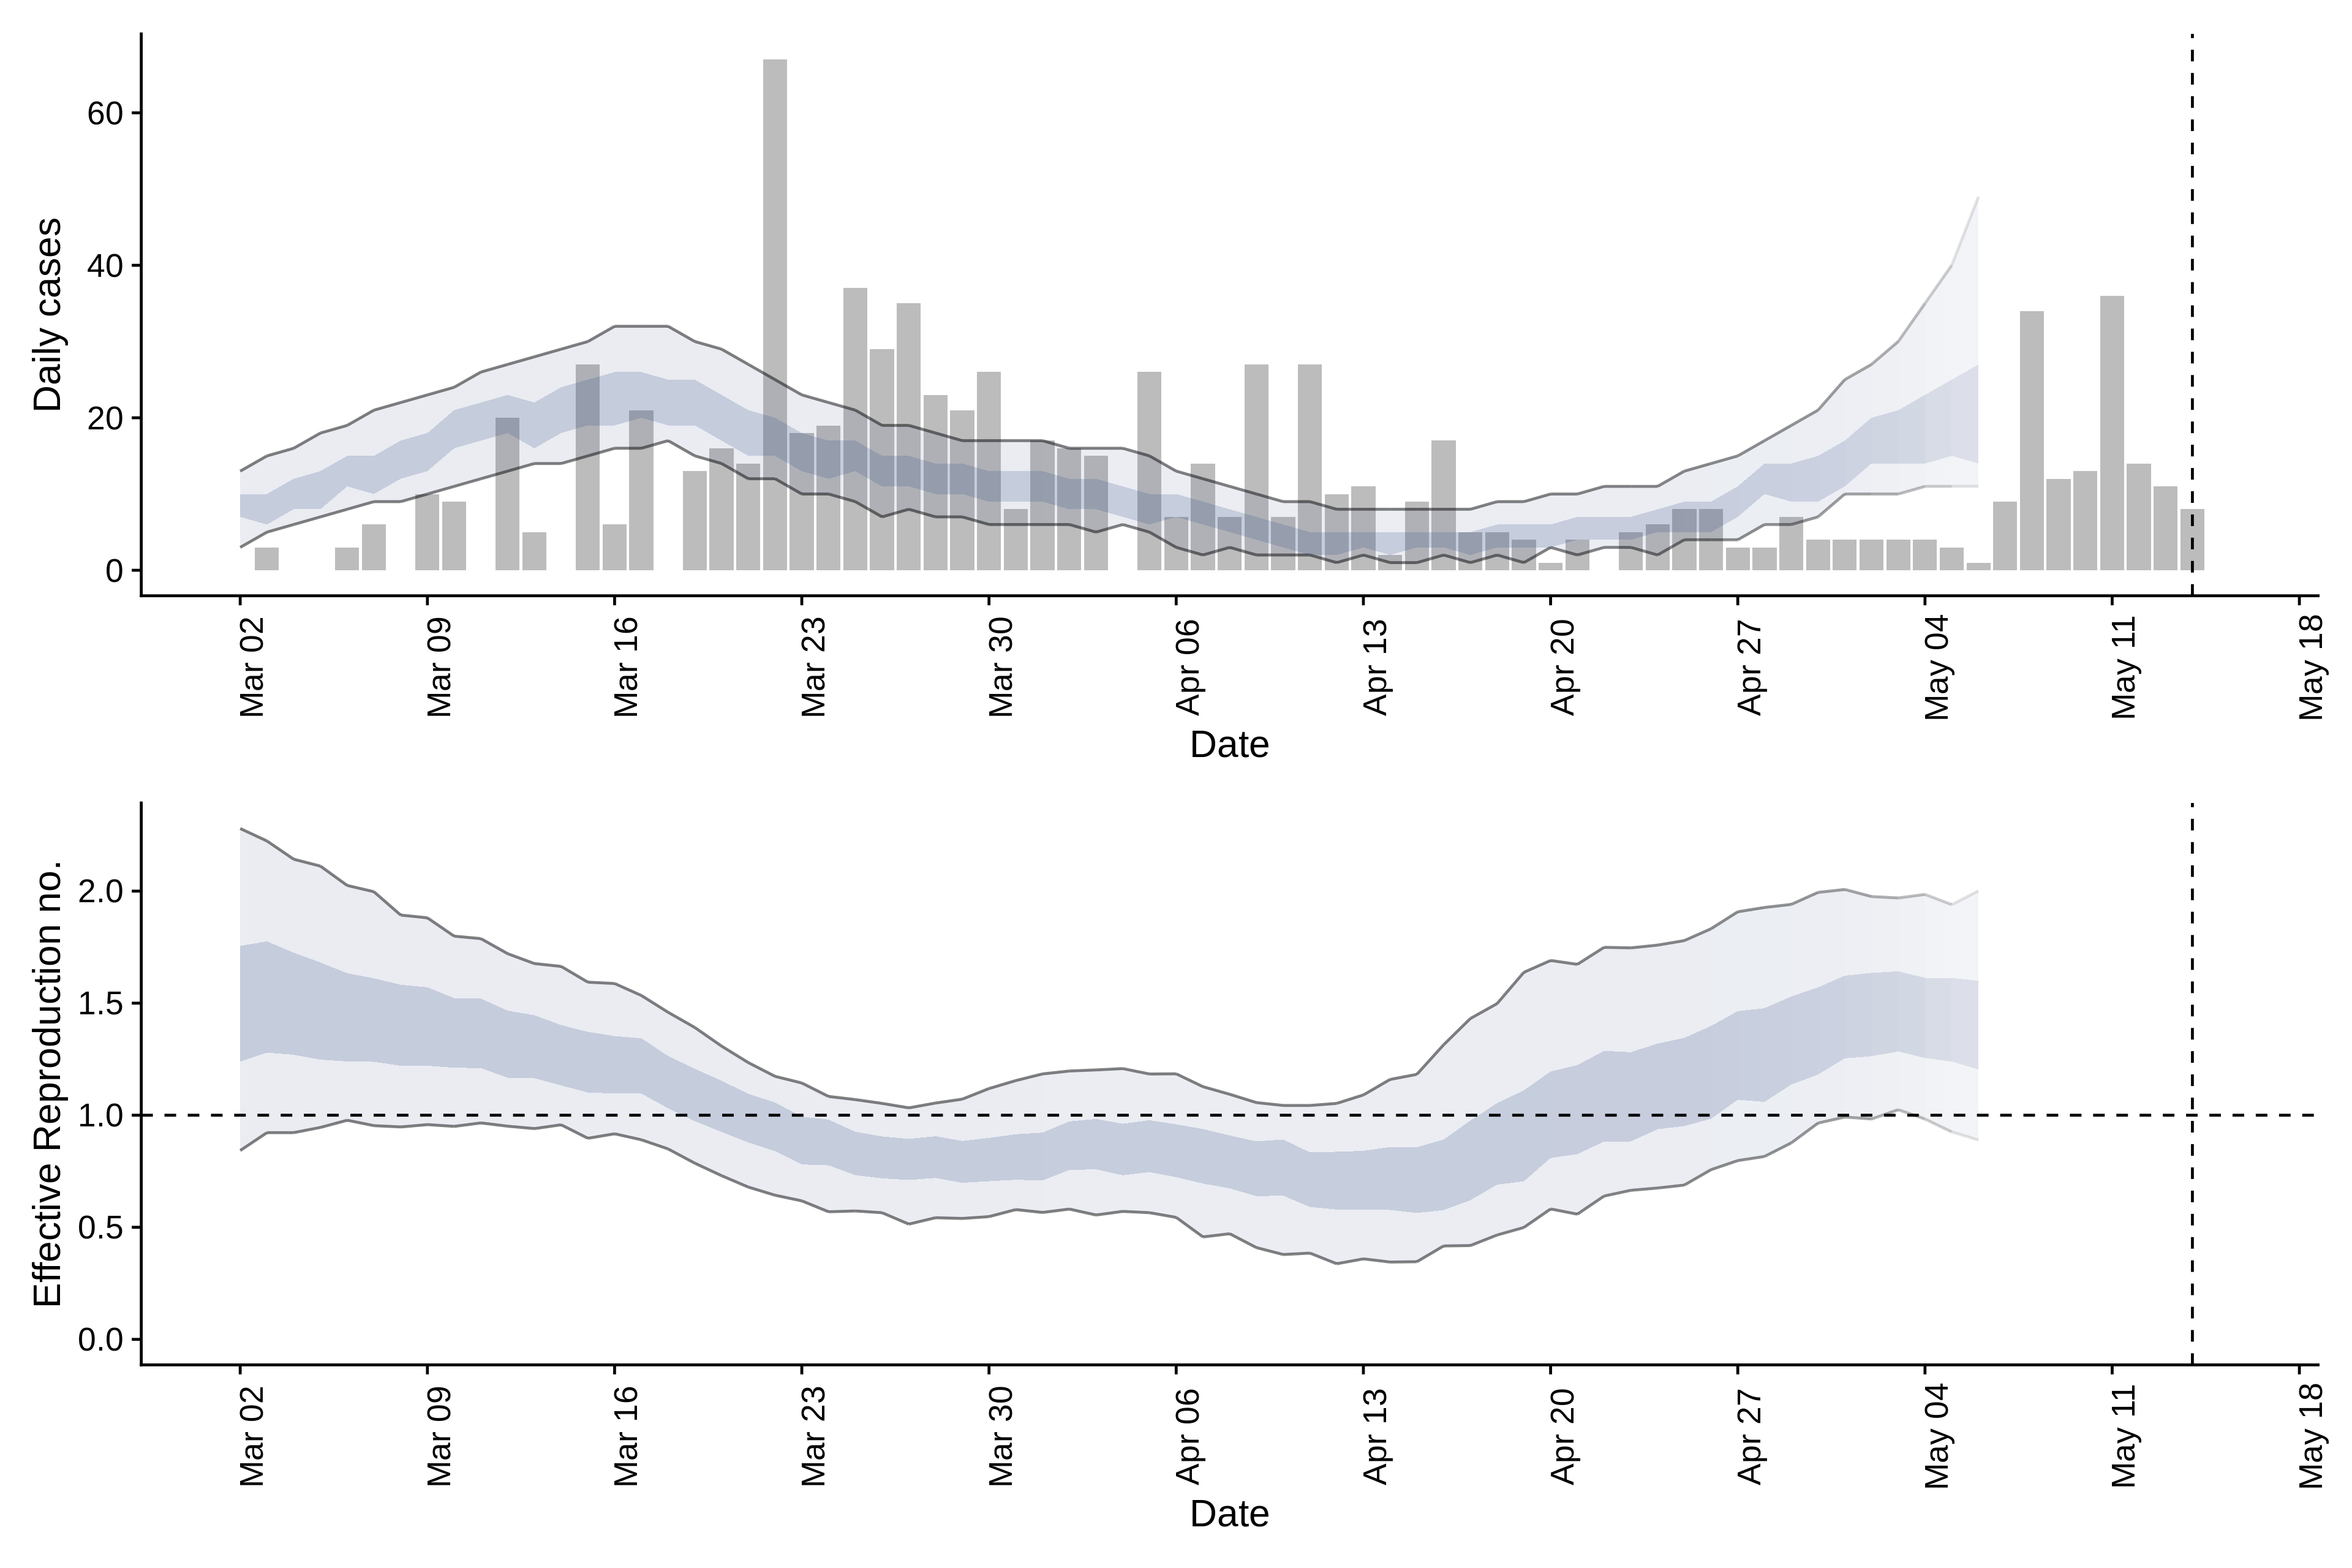 Daily cases
60
40
20
0
Mar 02
Mar 09
Mar 16
Mar 23
Mar 30
Apr 06
Apr 13
Apr 20
Apr 27
May 04
May 11
May 18
Date
Effective Reproduction no.
2.0
1.5
1.0
0.5
0.0
Mar 02
Mar 09
Mar 16
Mar 23
Mar 30
Apr 06
Apr 13
Apr 20
Apr 27
May 04
May 11
May 18
Date